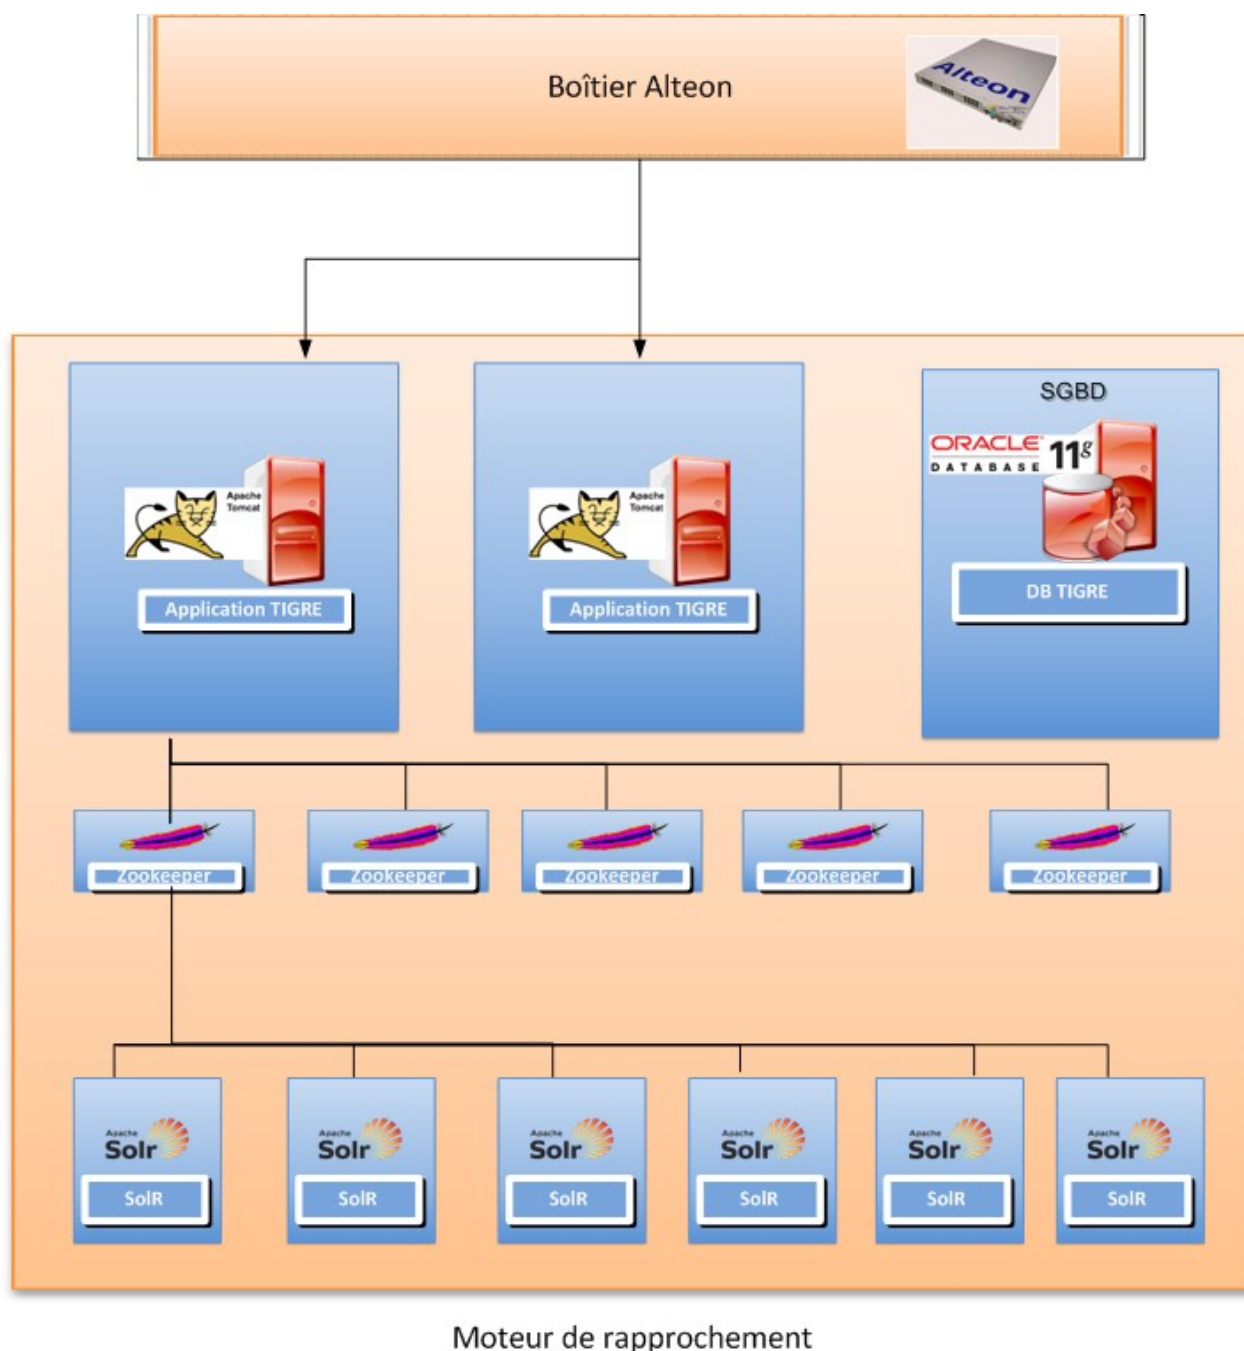 Boîtier Alteon
Alteon
SGBD
ORACLE
DATABASE 11g
Apache
Tomcat
Apache
Tomcat
Application TIGRE
Application TIGRE
DB TIGRE
Zookeeper
Zookeeper
Zookeeper
Zookeeper
Zookeeper
Apache
Solr
Apache
Solr
Apache
Solr
Apache
Solr
Apache
Solr
Apache
Solr
SolR
SolR
SolR
SolR
SolR
SolR
Moteur de rapprochement